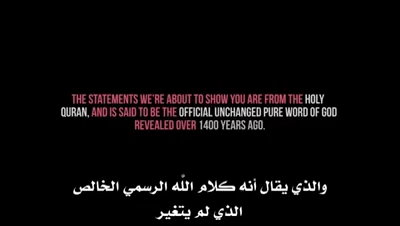 THE STATEMENTS WE'RE ABOUT TO SHOW YOU ARE FROM THE HOLY
QURAN, AND IS SAID TO BE THE OFFICIAL UNCHANGED PURE WORD OF GOD
REVEALED OVER 1400 YEARS AGO.
والذي يقال أنه كلام الله الرسمي الخالص
الذي لم يتغير